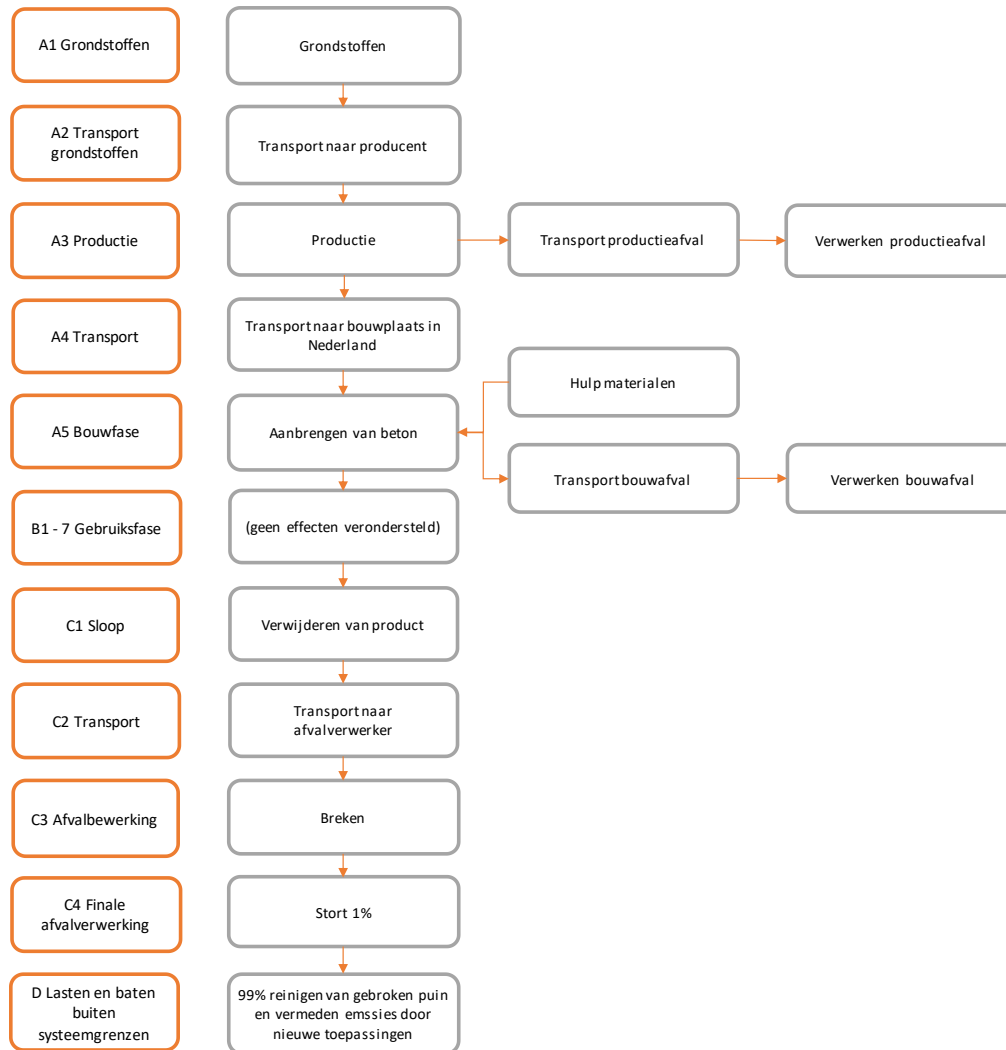 A1 Grondstoffen
Grondstoffen
A2 Transport
grondstoffen
Transport naar producent
A3 Productie
Productie
Transport productieafval
Verwerken productieafval
A4 Transport
Transport naar bouwplaats in
Nederland
Hulp materialen
A5 Bouwfase
Aanbrengen van beton
Transport bouwafval
Verwerken bouwafval
B1 - 7 Gebruiksfase
(geen effecten verondersteld)
C1 Sloop
Verwijderen van product
C2 Transport
Transport naar
afvalverwerker
C3 Afvalbewerking
Breken
C4 Finale
afvalverwerking
Stort 1%
D Lasten en baten
buiten
systeemgrenzen
99% reinigen van gebroken puin
en vermeden emssies door
nieuwe toepassingen